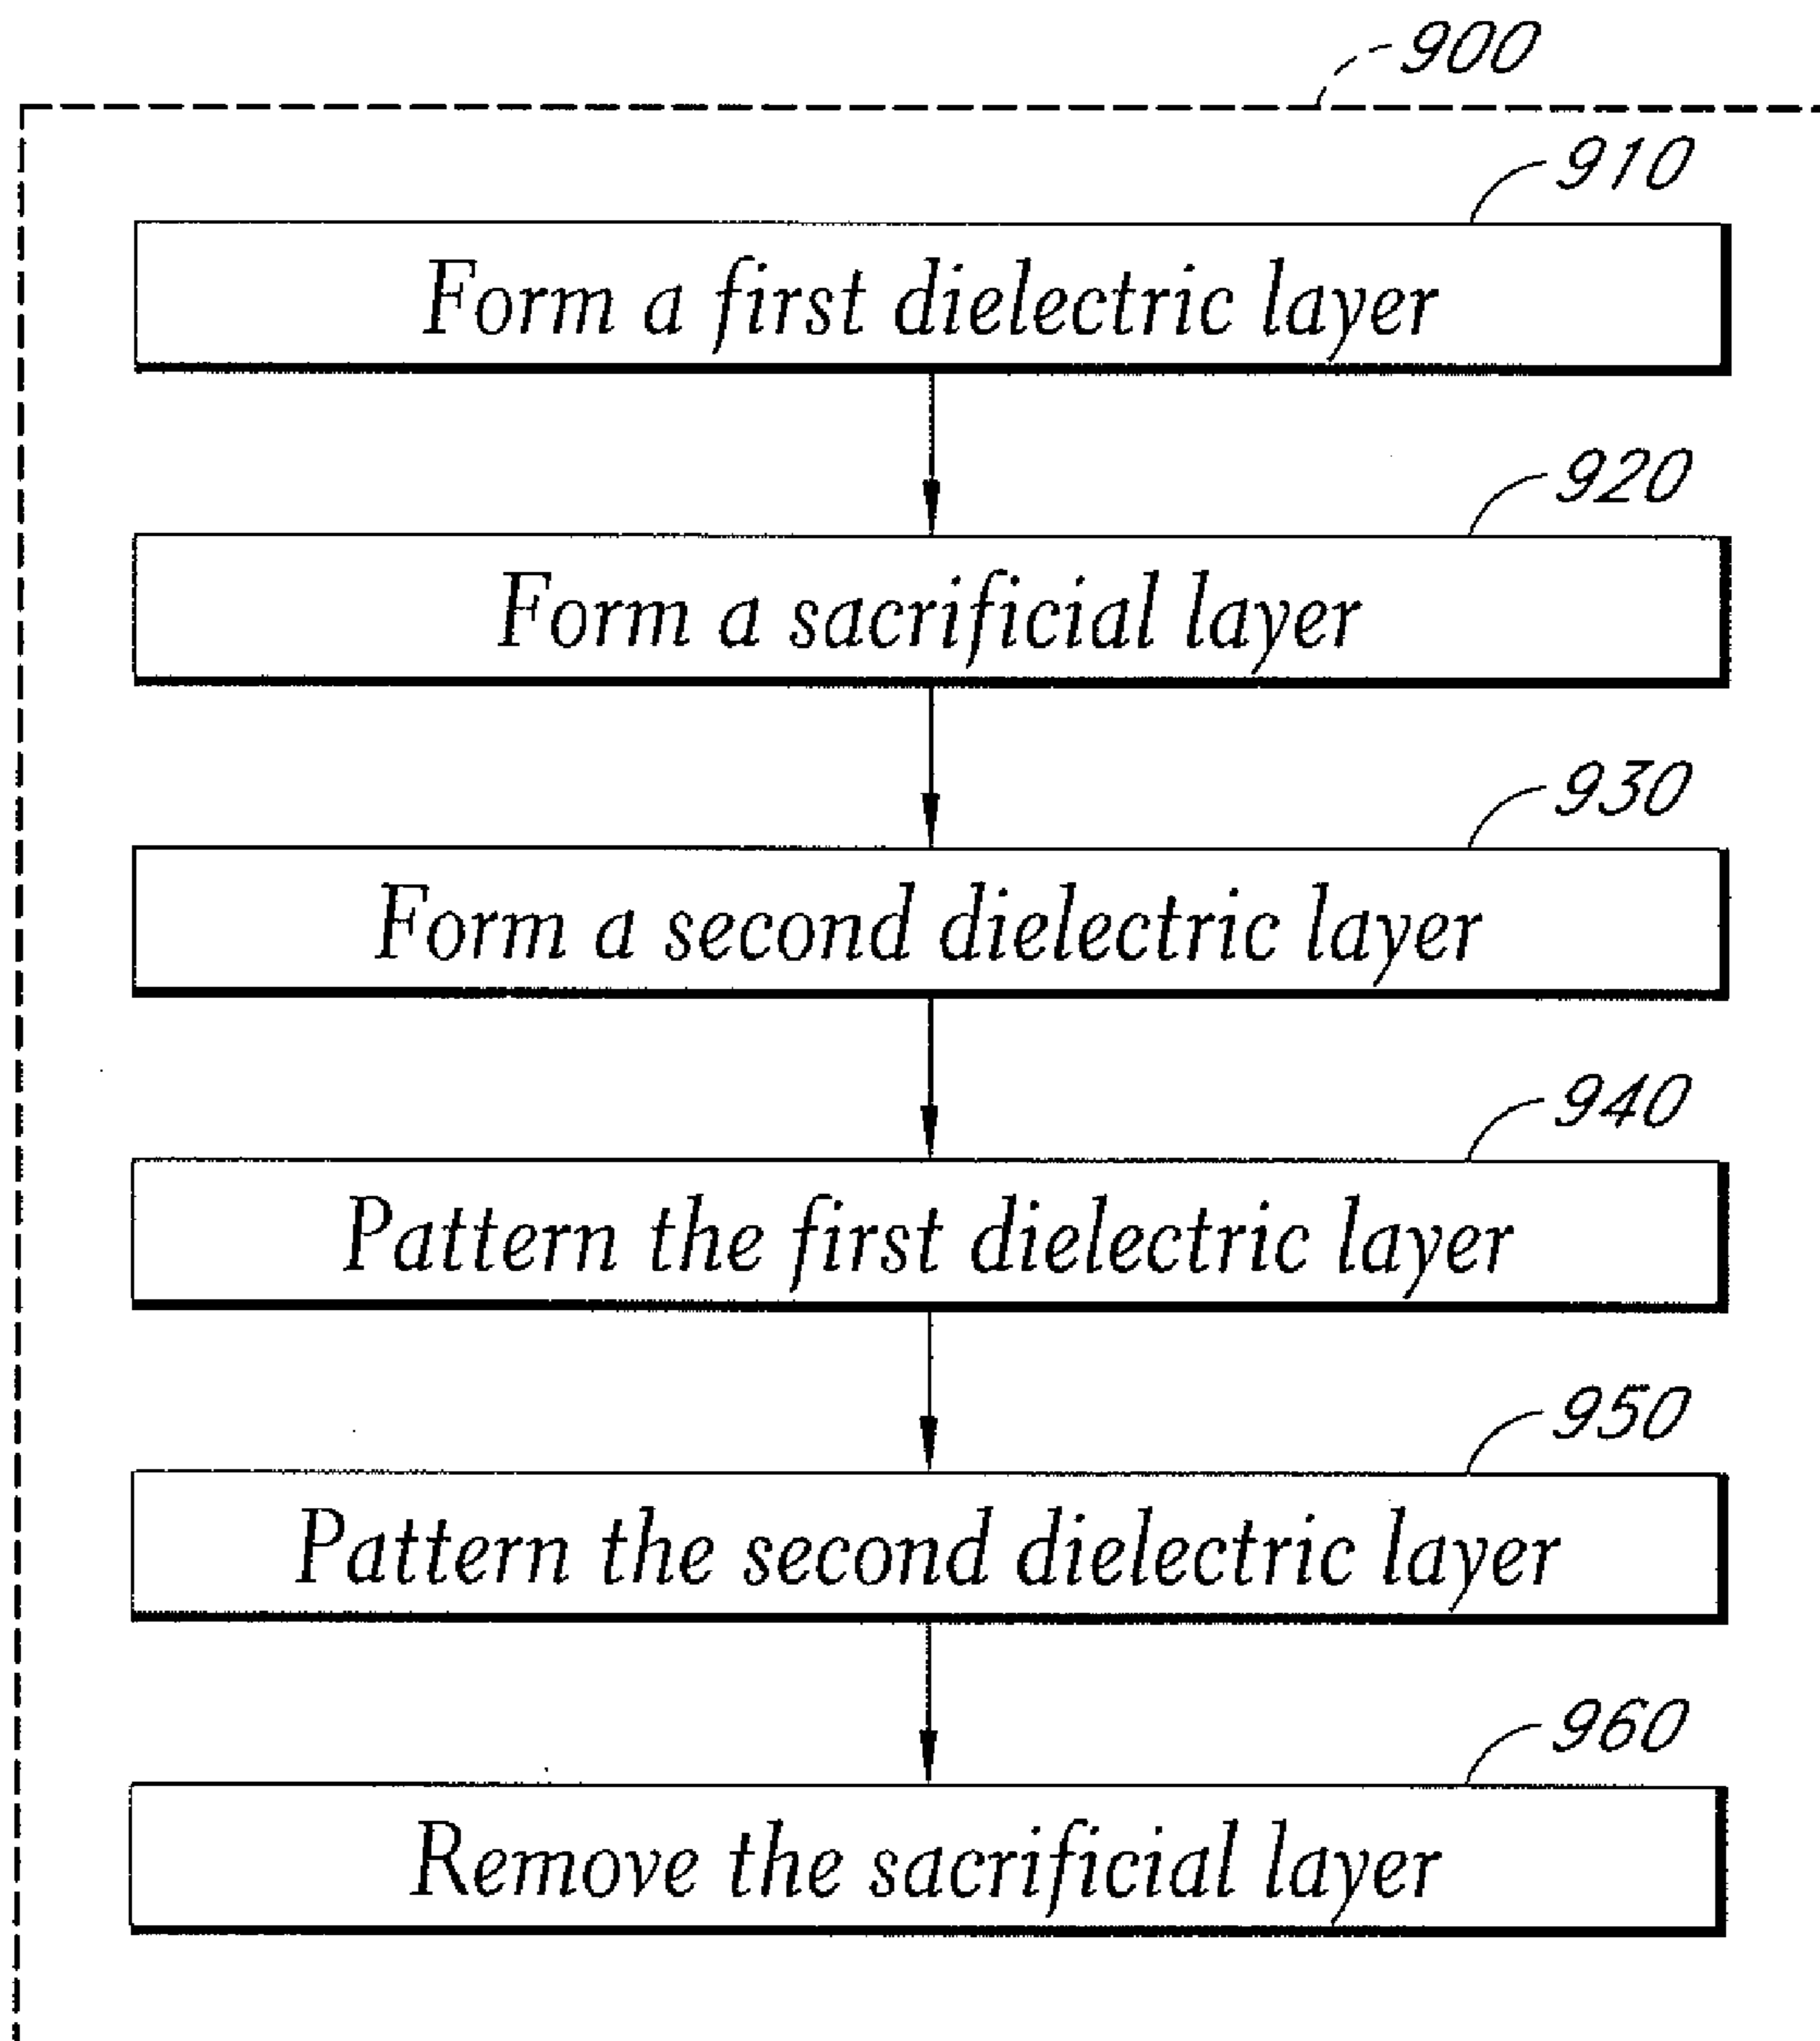 900
910
Form a first dielectric layer
920
Form a sacrificial layer
930
Form a second dielectric layer
940
Pattern the first dielectric layer
950
Pattern the second dielectric layer
960
Remove the sacrificial layer